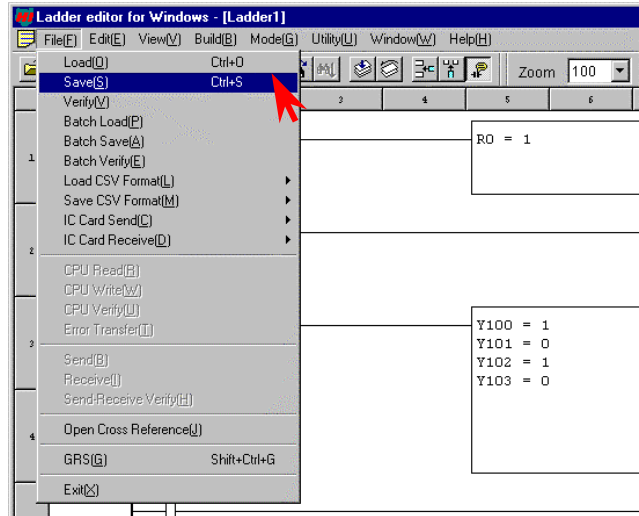 Ladder editor for Windows - [Ladder1]
File(F) Edit(E) View(V) Build(B) Mode(G) Utility(U) Window(W) Help(H)
Zoom 100
3 4 5 6
Load(O) Ctrl+O
Save(S) Ctrl+S
Verify(V)
Batch Load(P)
Batch Save(A)
Batch Verify(E)
Load CSV Format(L)
Save CSV Format(M)
IC Card Send(C)
IC Card Receive(D)
CPU Read(R)
CPU Write(W)
CPU Verify(U)
Error Transfer(T)
Send(B)
Receive(I)
Send-Receive Verify(H)
Open Cross Reference(J)
GRS(G) Shift+Ctrl+G
Exit(X)
1
2
3
4
R0 = 1
Y100 = 1
Y101 = 0
Y102 = 1
Y103 = 0